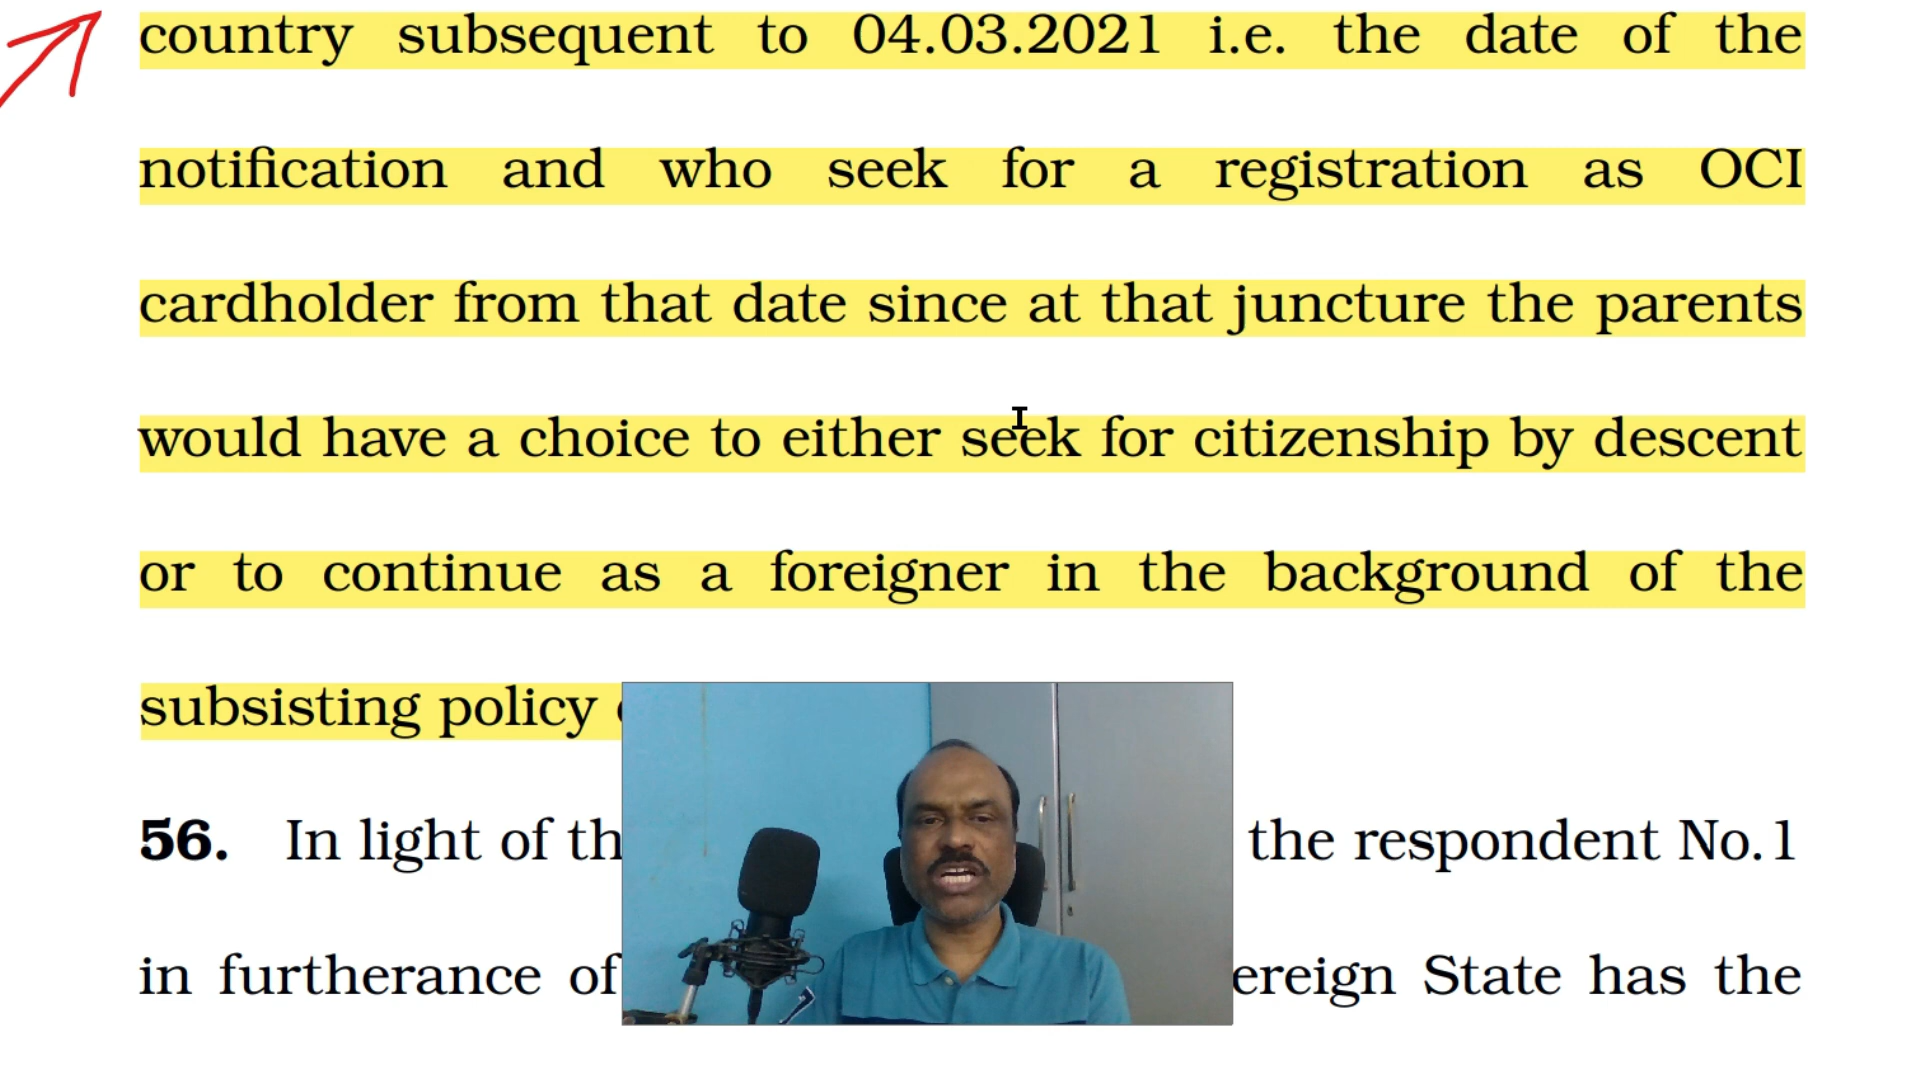 country subsequent to 04.03.2021 i.e. the date of the
notification and who seek for a registration as OCI
cardholder from that date since at that juncture the parents
would have a choice to either seek for citizenship by descent
or to continue as a foreigner in the background of the
subsisting policy
56. In light of the respondent No.1
in furtherance of State has the